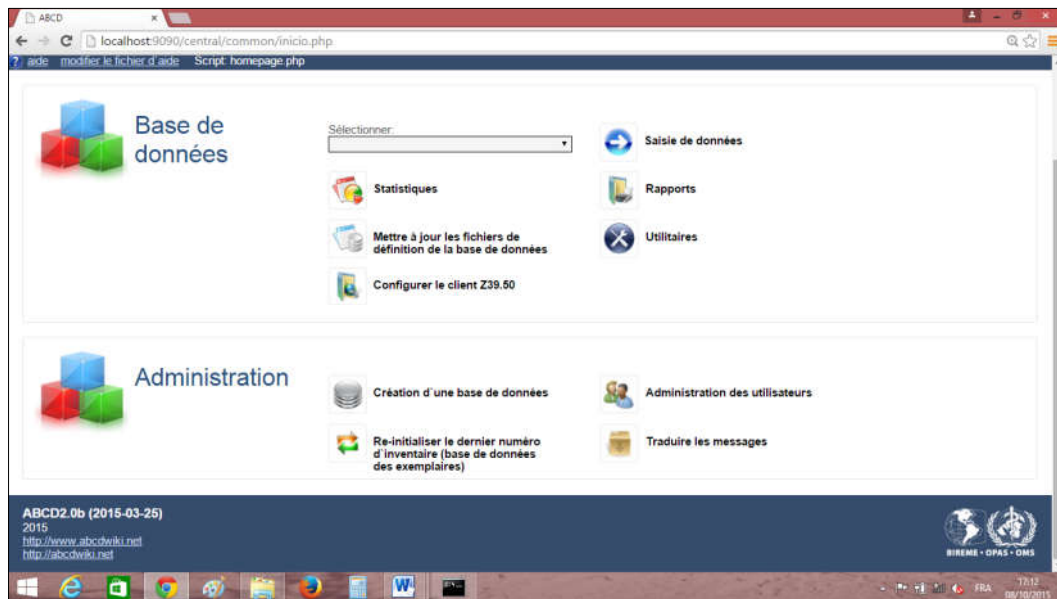 ABCD
localhost:9090/central/common/inicio.php
? aide modifier le fichier d'aide Script: homepage.php
Base de
données
Sélectionner:
Saisie de données
Statistiques
Rapports
Mettre à jour les fichiers de
définition de la base de données
Utilitaires
Configurer le client Z39.50
Administration
Création d'une base de données
Administration des utilisateurs
Re-initialiser le dernier numéro
d'inventaire (base de données
des exemplaires)
Traduire les messages
ABCD2.0b (2015-03-25)
2015
http://www.abcdwiki.net
http://abcdwiki.net
BIREME • OPAS • OMS
FRA
17:12
08/10/2015